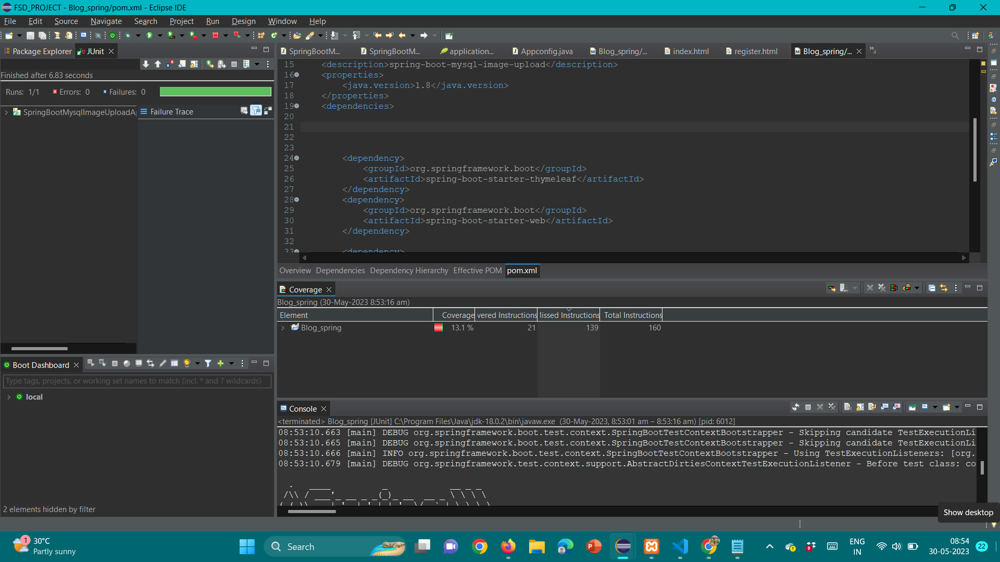 FSD_PROJECT - Blog_spring/pom.xml - Eclipse IDE
File Edit Source Navigate Search Project Run Design Window Help
Package Explorer
JUnit
Finished after 6.83 seconds
Runs: 1/1 Errors: 0 Failures: 0
SpringBootMysqlImageUploadA
Failure Trace
SpringBootM... SpringBootM... application... Appconfig.java Blog_spring/... index.html register.html Blog_spring/... 4
15 <description>spring-boot-mysql-image-upload</description>
16 <properties>
17 <java.version>1.8</java.version>
18 </properties>
19 <dependencies>
20
21
22
23
24 <dependency>
25 <groupId>org.springframework.boot</groupId>
26 <artifactId>spring-boot-starter-thymeleaf</artifactId>
27 </dependency>
28 <dependency>
29 <groupId>org.springframework.boot</groupId>
30 <artifactId>spring-boot-starter-web</artifactId>
31 </dependency>
32
33 <dependency>
Overview Dependencies Dependency Hierarchy Effective POM pom.xml
Coverage
Blog_spring (30-May-2023 8:53:16 am)
Element Coverage vered Instructions lissed Instructions Total Instructions
Blog_spring 13.1 % 21 139 160
Boot Dashboard
Type tags, projects, or working set names to match (incl. * and ? wildcards)
local
2 elements hidden by filter
Console
<terminated> Blog_spring [JUnit] C:\Program Files\Java\jdk-18.0.2\bin\javaw.exe (30-May-2023, 8:53:01 am – 8:53:16 am) [pid: 6012]
08:53:10.663 [main] DEBUG org.springframework.boot.test.context.SpringBootTestContextBootstrapper - Skipping candidate TestExecutionLi
08:53:10.665 [main] DEBUG org.springframework.boot.test.context.SpringBootTestContextBootstrapper - Skipping candidate TestExecutionLi
08:53:10.666 [main] INFO org.springframework.boot.test.context.SpringBootTestContextBootstrapper - Using TestExecutionListeners: [org.
08:53:10.679 [main] DEBUG org.springframework.test.context.support.AbstractDirtiesContextTestExecutionListener - Before test class: co
Show desktop
1
30°C
Partly sunny
Search
9
ENG
IN
08:54
30-05-2023
22